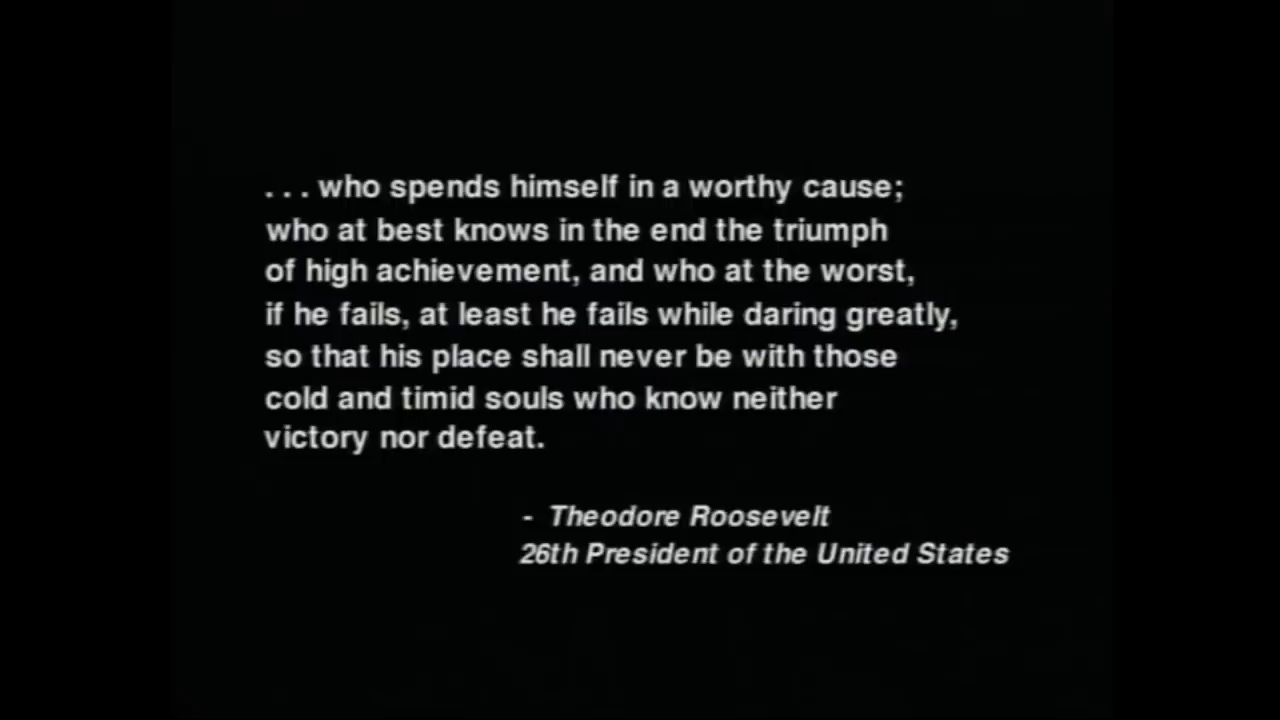 . . . who spends himself in a worthy cause;
who at best knows in the end the triumph
of high achievement, and who at the worst,
if he fails, at least he fails while daring greatly,
so that his place shall never be with those
cold and timid souls who know neither
victory nor defeat.
- Theodore Roosevelt
26th President of the United States